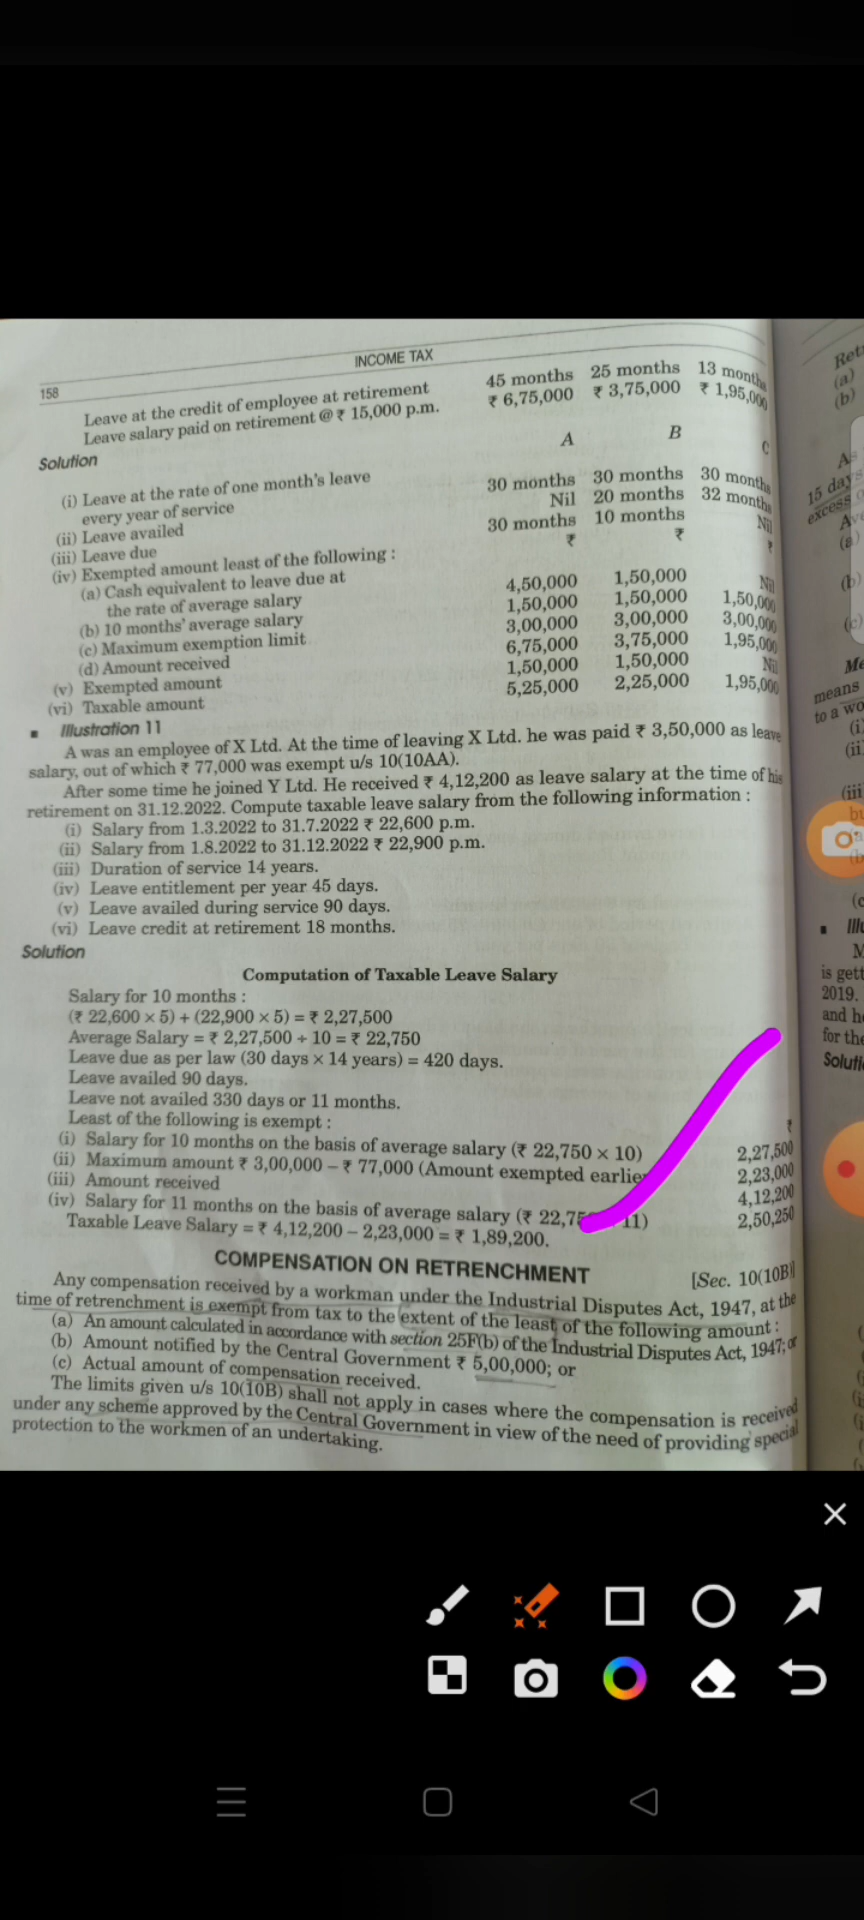 158
INCOME TAX
Leave at the credit of employee at retirement 45 months 25 months 13 months
Leave salary paid on retirement @ ₹ 15,000 p.m. ₹ 6,75,000 ₹ 3,75,000 ₹ 1,95,000
Solution
A B C
(i) Leave at the rate of one month's leave
every year of service 30 months 30 months 30 months
(ii) Leave availed Nil 20 months 32 months
(iii) Leave due 30 months 10 months Nil
(iv) Exempted amount least of the following : ₹ ₹ ₹
(a) Cash equivalent to leave due at
the rate of average salary 4,50,000 1,50,000 Nil
(b) 10 months' average salary 1,50,000 1,50,000 1,50,000
(c) Maximum exemption limit 3,00,000 3,00,000 3,00,000
(d) Amount received 6,75,000 3,75,000 1,95,000
(v) Exempted amount 1,50,000 1,50,000 Nil
(vi) Taxable amount 5,25,000 2,25,000 1,95,000
▪ Illustration 11
A was an employee of X Ltd. At the time of leaving X Ltd. he was paid ₹ 3,50,000 as leave
salary, out of which ₹ 77,000 was exempt u/s 10(10AA).
After some time he joined Y Ltd. He received ₹ 4,12,200 as leave salary at the time of his
retirement on 31.12.2022. Compute taxable leave salary from the following information :
(i) Salary from 1.3.2022 to 31.7.2022 ₹ 22,600 p.m.
(ii) Salary from 1.8.2022 to 31.12.2022 ₹ 22,900 p.m.
(iii) Duration of service 14 years.
(iv) Leave entitlement per year 45 days.
(v) Leave availed during service 90 days.
(vi) Leave credit at retirement 18 months.
Solution
Computation of Taxable Leave Salary
Salary for 10 months :
(₹ 22,600 × 5) + (22,900 × 5) = ₹ 2,27,500
Average Salary = ₹ 2,27,500 ÷ 10 = ₹ 22,750
Leave due as per law (30 days × 14 years) = 420 days.
Leave availed 90 days.
Leave not availed 330 days or 11 months.
Least of the following is exempt : ₹
(i) Salary for 10 months on the basis of average salary (₹ 22,750 × 10) 2,27,500
(ii) Maximum amount ₹ 3,00,000 – ₹ 77,000 (Amount exempted earlie 2,23,000
(iii) Amount received 4,12,200
(iv) Salary for 11 months on the basis of average salary (₹ 22,75 11) 2,50,250
Taxable Leave Salary = ₹ 4,12,200 – 2,23,000 = ₹ 1,89,200.
COMPENSATION ON RETRENCHMENT [Sec. 10(10B)]
Any compensation received by a workman under the Industrial Disputes Act, 1947, at the
time of retrenchment is exempt from tax to the extent of the least of the following amount :
(a) An amount calculated in accordance with section 25F(b) of the Industrial Disputes Act, 1947; or
(b) Amount notified by the Central Government ₹ 5,00,000; or
(c) Actual amount of compensation received.
The limits given u/s 10(10B) shall not apply in cases where the compensation is received
under any scheme approved by the Central Government in view of the need of providing special
protection to the workmen of an undertaking.
(a)
(b)
15 days
excess
(a)
(b)
(c)
means
to a wo
(i)
(ii)
(iii)
is gett
2019.
and h
for the